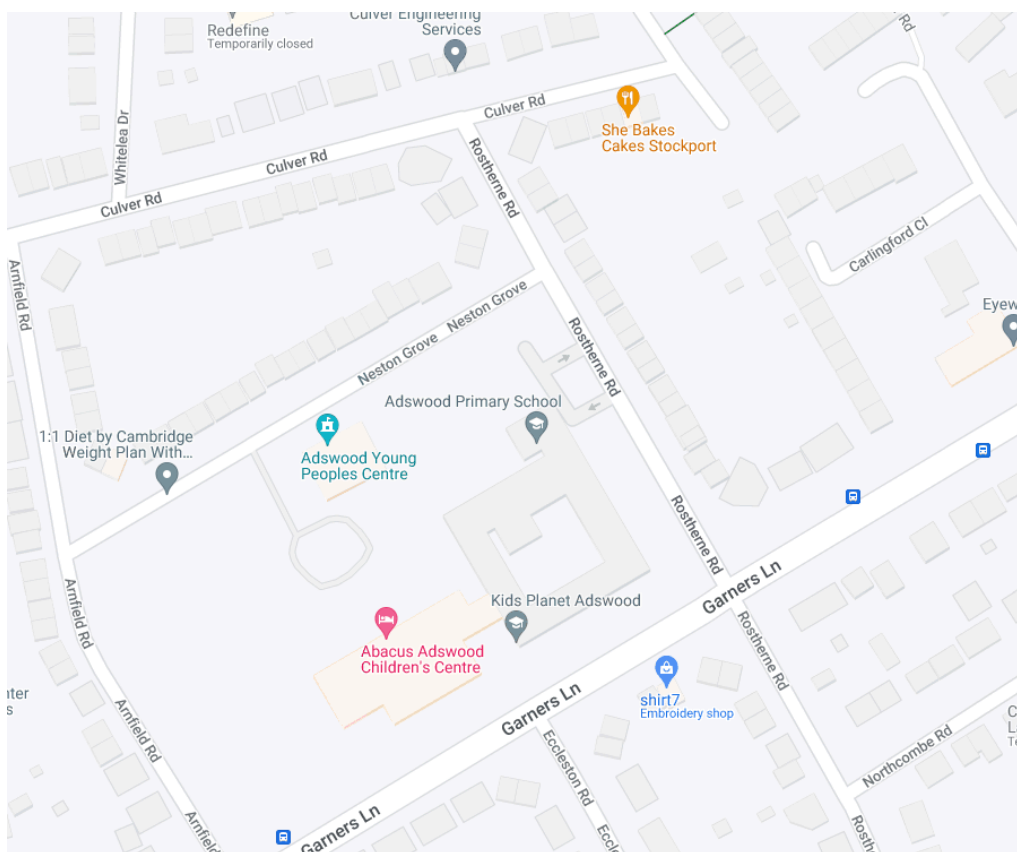 Culver Engineering
Services
Redefine
Temporarily closed
Rd
Whitelea Dr
Culver Rd
She Bakes
Cakes Stockport
Culver Rd
Rostherne Rd
Culver Rd
Carlingford Cl
Arnfield Rd
Neston Grove
Neston Grove
Eyew
Rostherne Rd
Adswood Primary School
1:1 Diet by Cambridge
Weight Plan With...
Adswood Young
Peoples Centre
Rostherne Rd
Garners Ln
Arnfield Rd
Kids Planet Adswood
Abacus Adswood
Children's Centre
Rostherne Rd
shirt7
Embroidery shop
Garners Ln
Arnfield Rd
Eccleston Rd
Northcombe Rd
Garners Ln